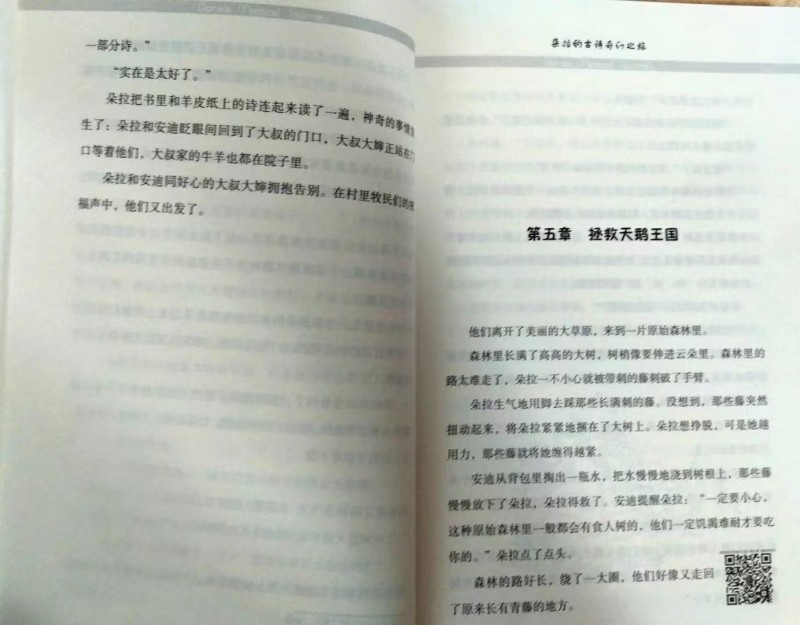 一部分诗。”
“实在是太好了。”
朵拉把书里和羊皮纸上的诗连起来读了一遍，神奇的事情
生了：朵拉和安迪眨眼间回到了大叔的门口，大叔大婶正站在
口等着他们，大叔家的牛羊也都在院子里。
朵拉和安迪同好心的大叔大婶拥抱告别。在村里牧民们的
福声中，他们又出发了。
朵拉的古诗奇幻之旅
第五章 拯救天鹅王国
他们离开了美丽的大草原，来到一片原始森林里。
森林里长满了高高的大树，树梢像要伸进云朵里。森林里的
路太难走了，朵拉一不小心就被带刺的藤刺破了手臂。
朵拉生气地用脚去踩那些长满刺的藤。没想到，那些藤突然
扭动起来，将朵拉紧紧地捆在了大树上。朵拉想挣脱，可是她越
用力，那些藤就将她缠得越紧。
安迪从背包里掏出一瓶水，把水慢慢地浇到树根上，那些藤
慢慢放下了朵拉，朵拉得救了。安迪提醒朵拉：“一定要小心，
这种原始森林里一般都会有食人树的，他们一定饥渴难耐才要吃
你的。”朵拉点了点头。
森林的路好长，绕了一大圈，他们好像又走回
了原来长有青藤的地方。